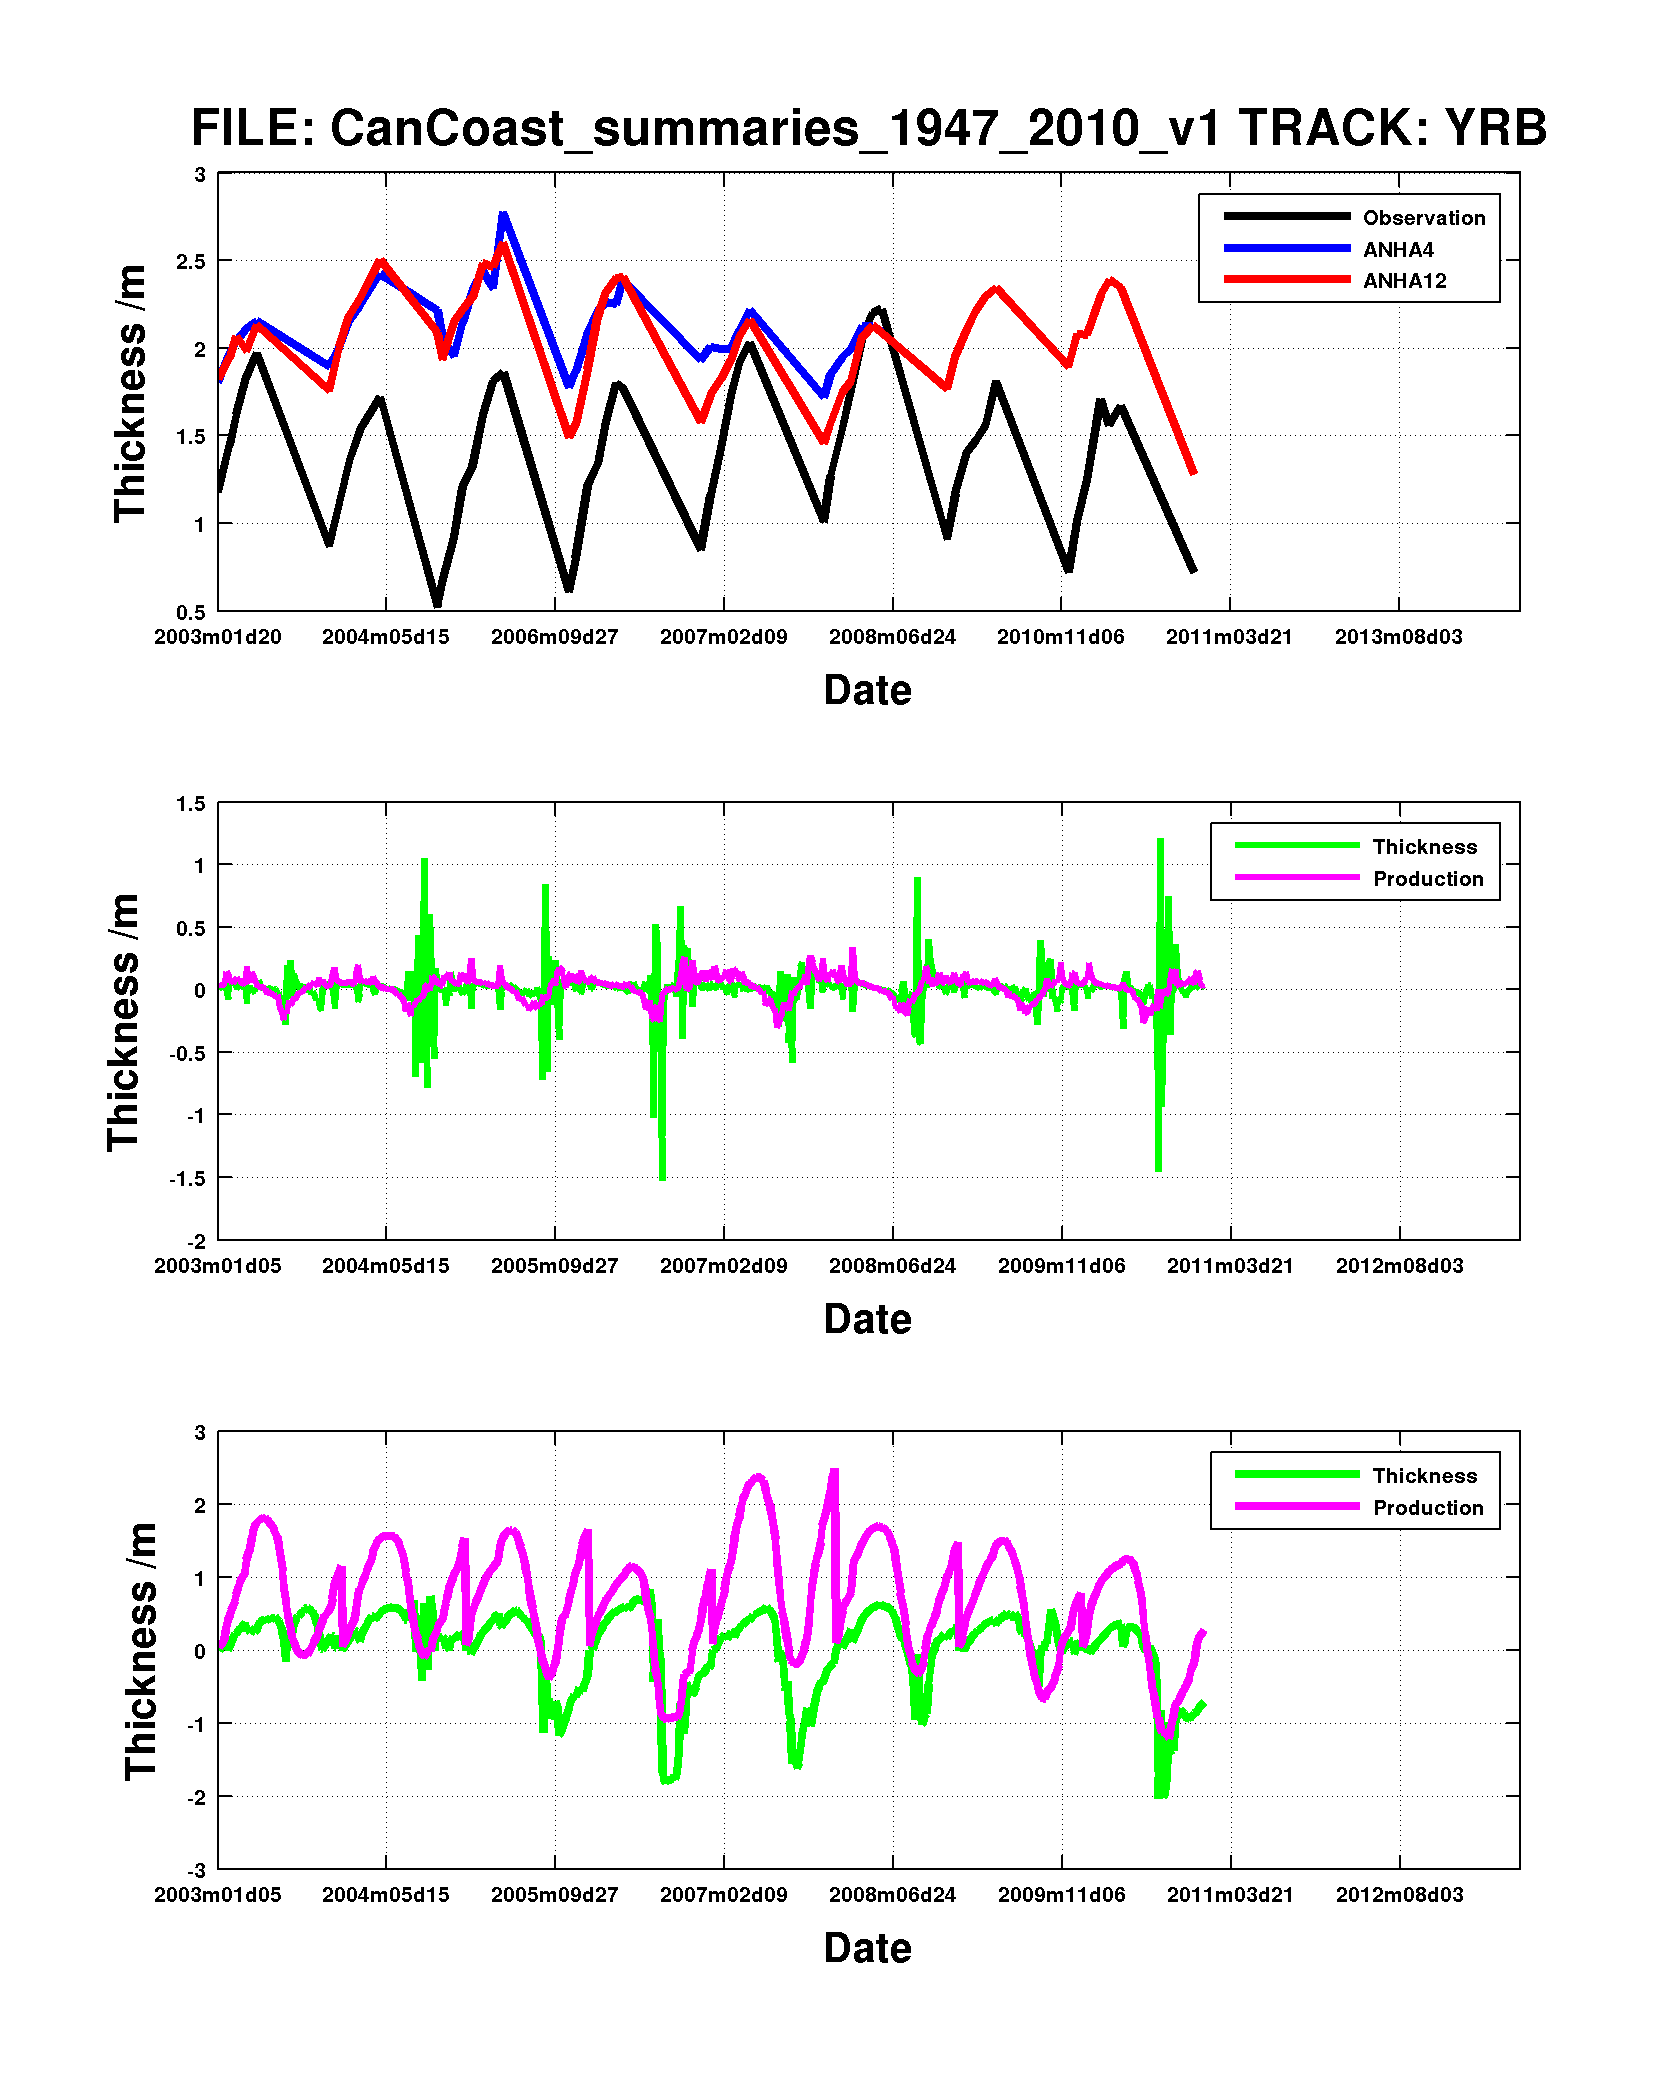 FILE: CanCoast_summaries_1947_2010_v1 TRACK: YRB
Thickness /m
3
2.5
2
1.5
1
0.5
Observation
ANHA4
ANHA12
2003m01d20 2004m05d15 2006m09d27 2007m02d09 2008m06d24 2010m11d06 2011m03d21 2013m08d03
Date
Thickness /m
1.5
1
0.5
0
-0.5
-1
-1.5
-2
Thickness
Production
2003m01d05 2004m05d15 2005m09d27 2007m02d09 2008m06d24 2009m11d06 2011m03d21 2012m08d03
Date
Thickness /m
3
2
1
0
-1
-2
-3
Thickness
Production
2003m01d05 2004m05d15 2005m09d27 2007m02d09 2008m06d24 2009m11d06 2011m03d21 2012m08d03
Date